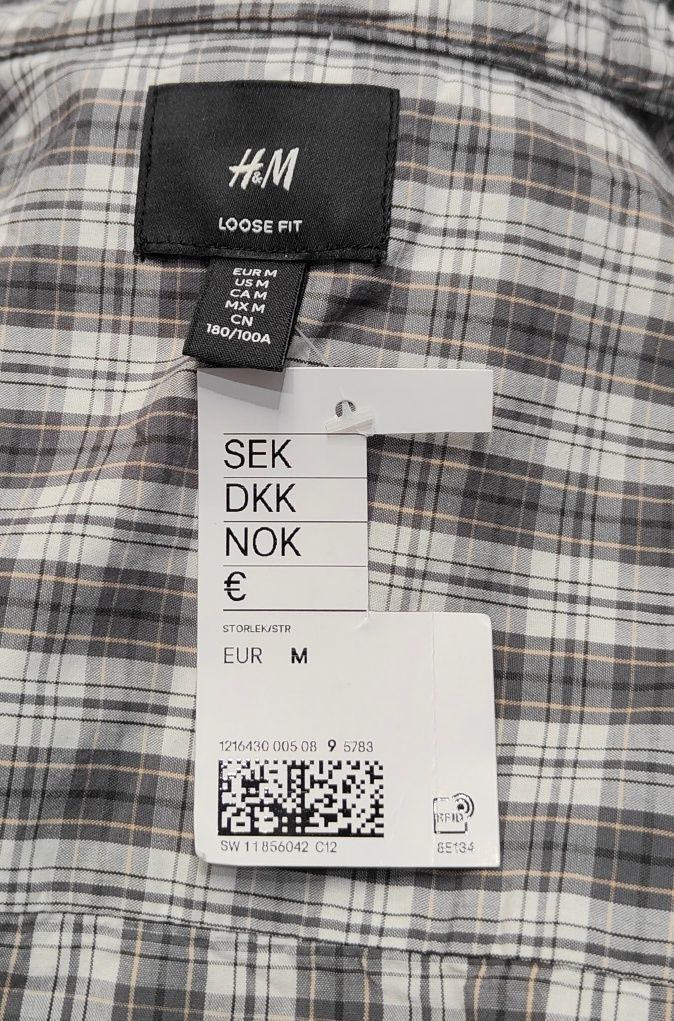 H&M
LOOSE FIT
EUR M
US M
CA M
MX M
CN
180/100A
SEK
DKK
NOK
€
STORLEK/STR
EUR M
1216430 005 08 9 5783
SW 11856042 C12
RFID
8E134